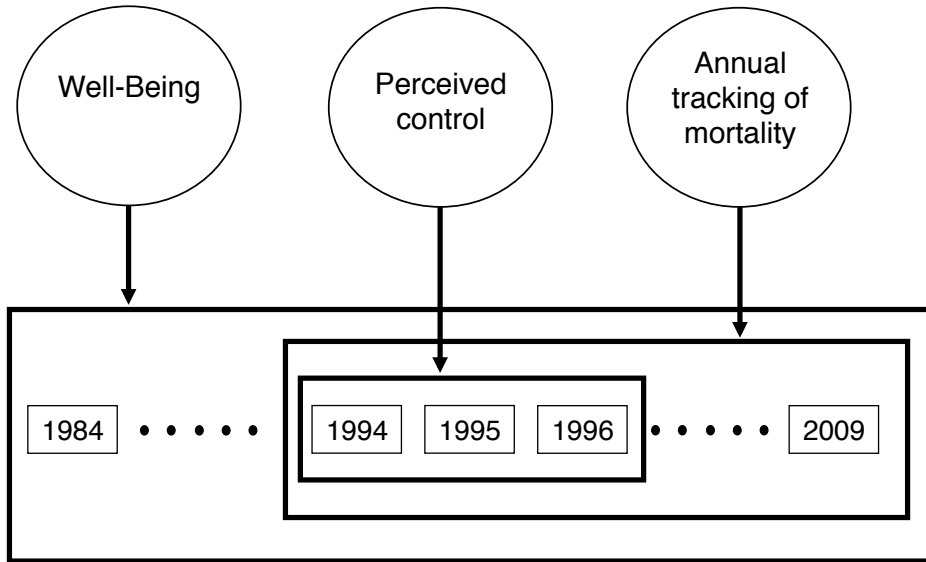 Well-Being
Perceived
control
Annual
tracking of
mortality
1984 • • • • • 1994 1995 1996 • • • • • 2009